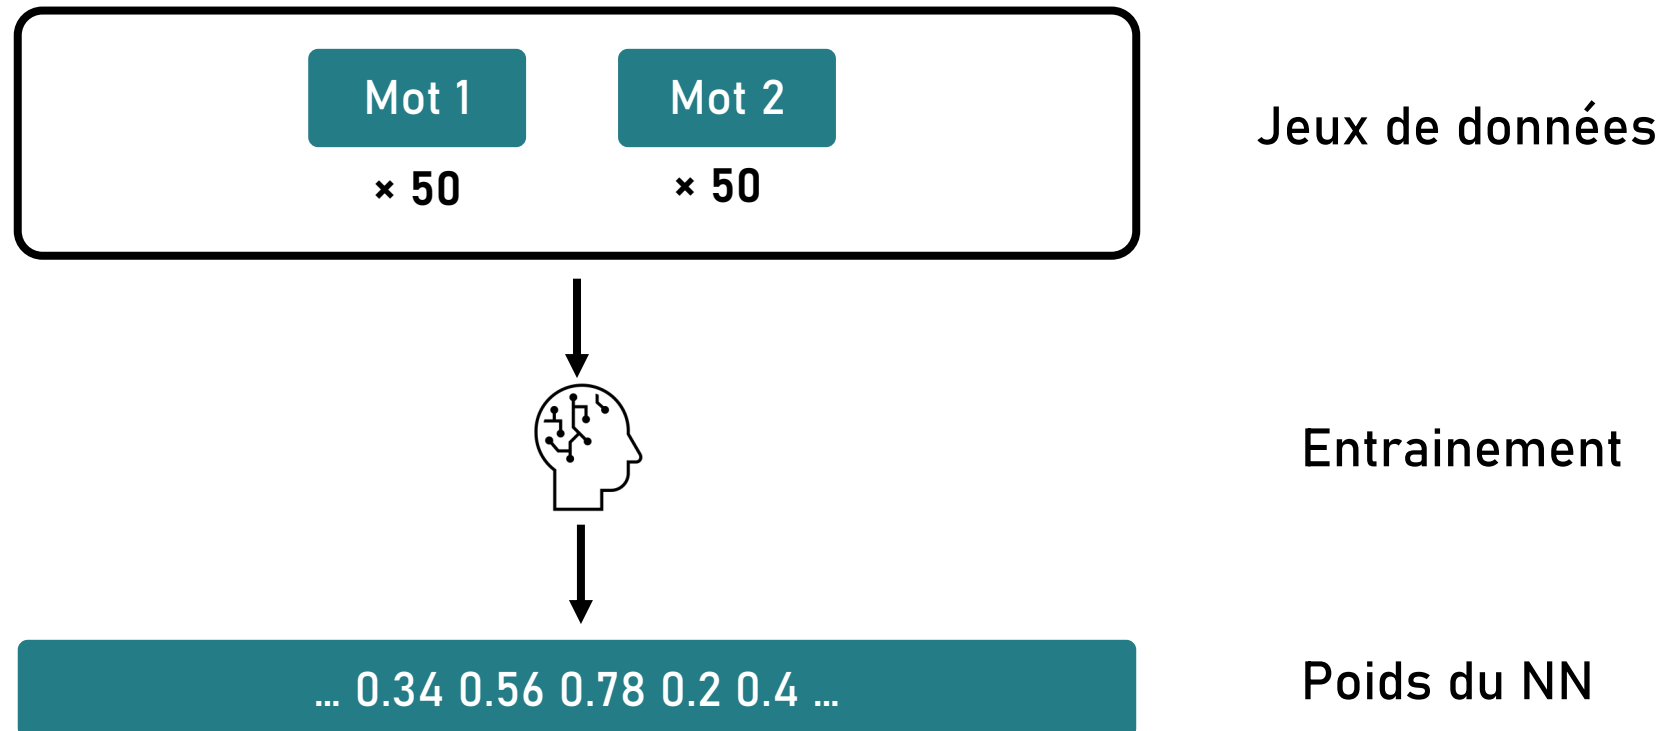 Mot 1
Mot 2
× 50
× 50
Jeux de données
Entrainement
... 0.34 0.56 0.78 0.2 0.4 ...
Poids du NN